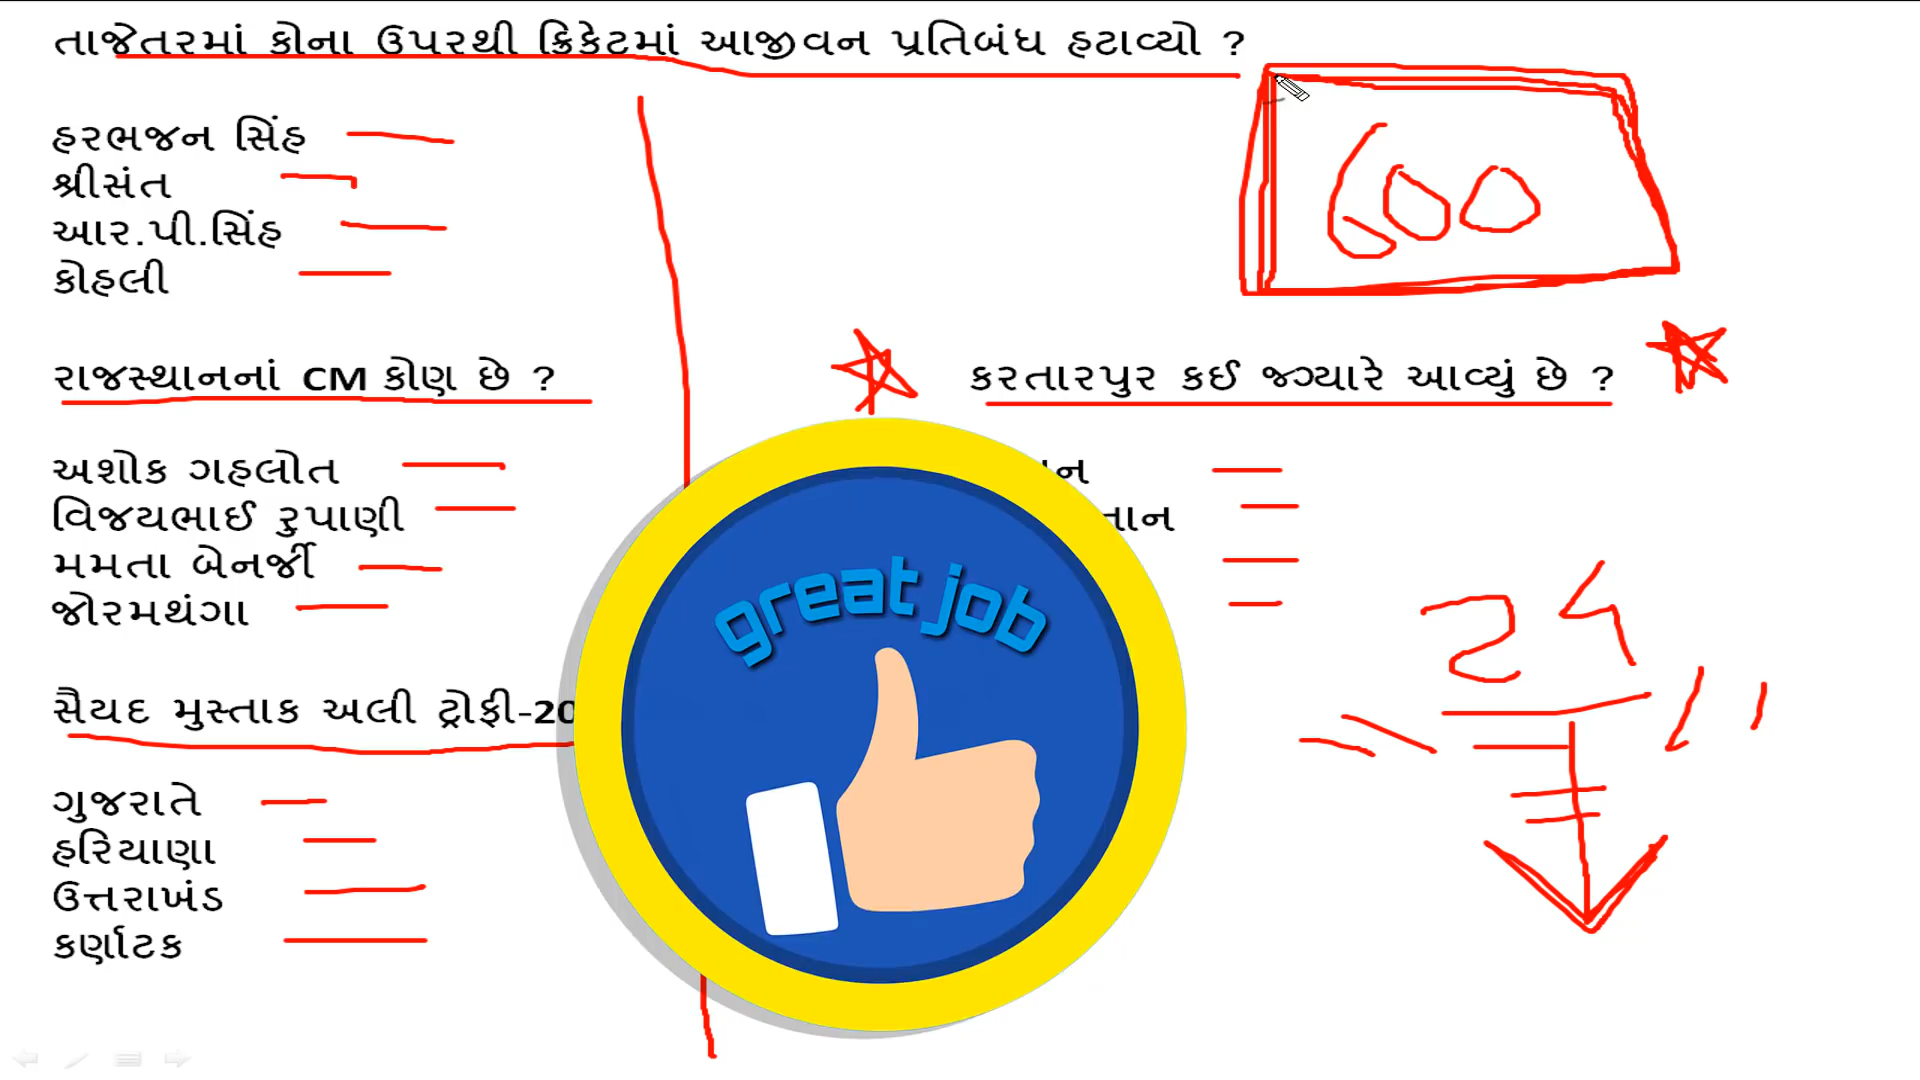 તાજેતરમાં કોના ઉપરથી ક્રિકેટમાં આજીવન પ્રતિબંધ હટાવ્યો ?
600
હરભજન સિંહ
શ્રીસંત
આર.પી.સિંહ
કોહલી
રાજસ્થાનનાં CM કોણ છે ?
અશોક ગહલોત
વિજયભાઈ રુપાણી
મમતા બેનર્જી
જોરમથંગા
સૈયદ મુસ્તાક અલી ટ્રોફી-20
ગુજરાતે
હરિયાણા
ઉત્તરાખંડ
કર્ણાટક
કરતારપુર કઈ જગ્યારે આવ્યું છે ?
great job